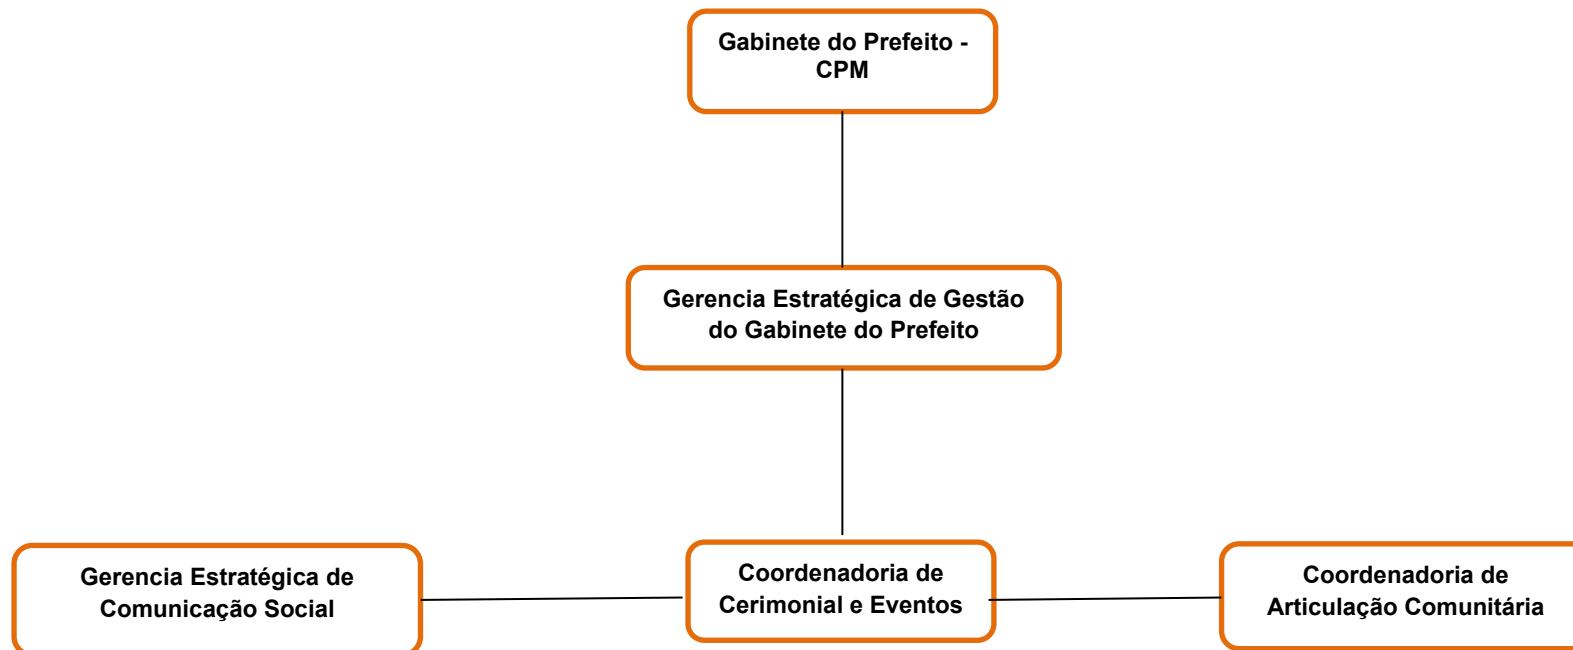 Gabinete do Prefeito -
CPM
Gerencia Estratégica de Gestão
do Gabinete do Prefeito
Gerencia Estratégica de
Comunicação Social
Coordenadoria de
Cerimonial e Eventos
Coordenadoria de
Articulação Comunitária